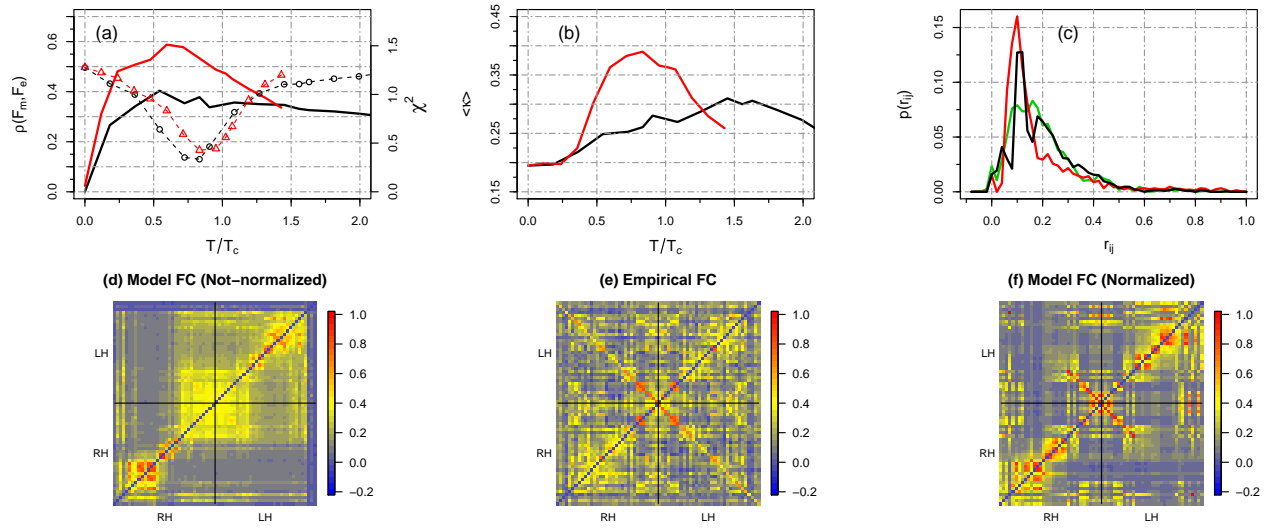 (a)
0.0 0.2 0.4 0.6
ρ(Fm, Fe)
0.0 0.5 1.0 1.5
χ²
0.0 0.5 1.0 1.5 2.0
T/Tc
(b)
0.15 0.25 0.35 0.45
<κ>
0.0 0.5 1.0 1.5 2.0
T/Tc
(c)
0.00 0.05 0.10 0.15
p(rij)
0.0 0.2 0.4 0.6 0.8 1.0
rij
(d) Model FC (Not−normalized)
LH
RH
RH LH
1.0
0.8
0.6
0.4
0.2
0.0
−0.2
(e) Empirical FC
LH
RH
RH LH
1.0
0.8
0.6
0.4
0.2
0.0
−0.2
(f) Model FC (Normalized)
LH
RH
RH LH
1.0
0.8
0.6
0.4
0.2
0.0
−0.2